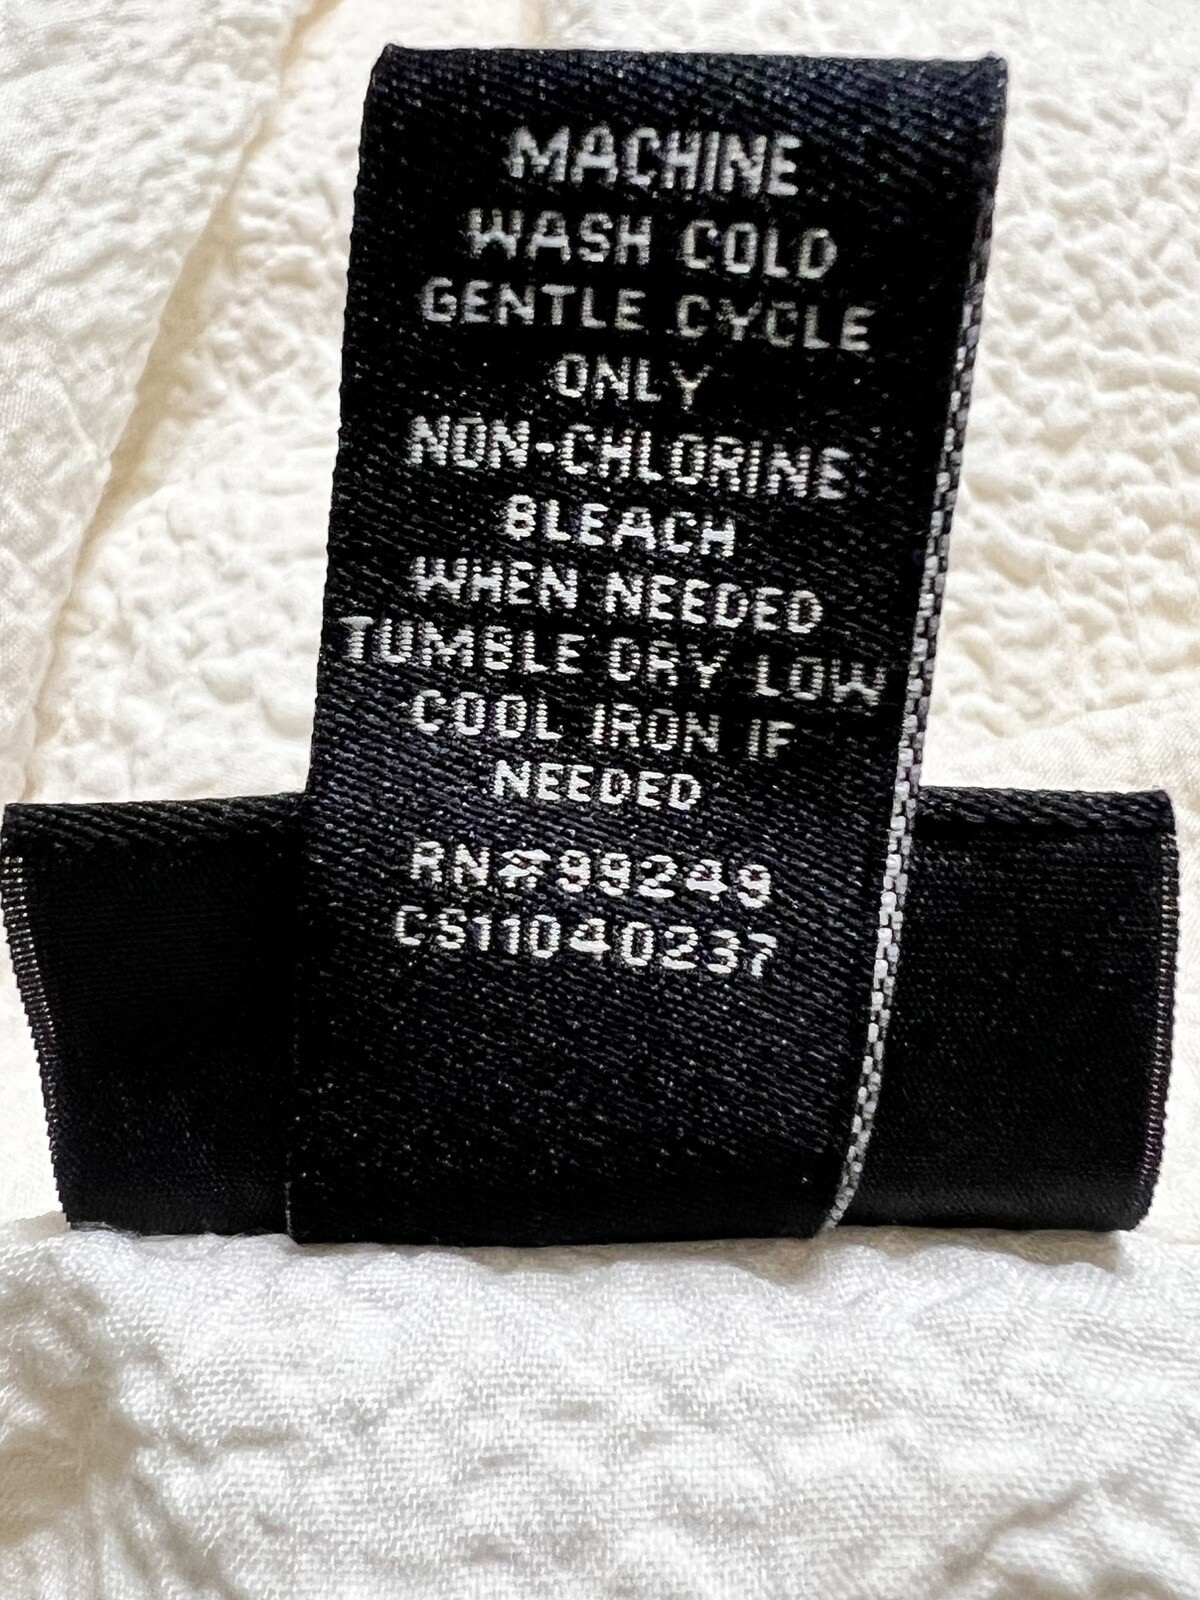 MACHINE
WASH COLD
GENTLE CYCLE
ONLY
NON-CHLORINE
BLEACH
WHEN NEEDED
TUMBLE DRY LOW
COOL IRON IF
NEEDED
RN#99249
CS11040237